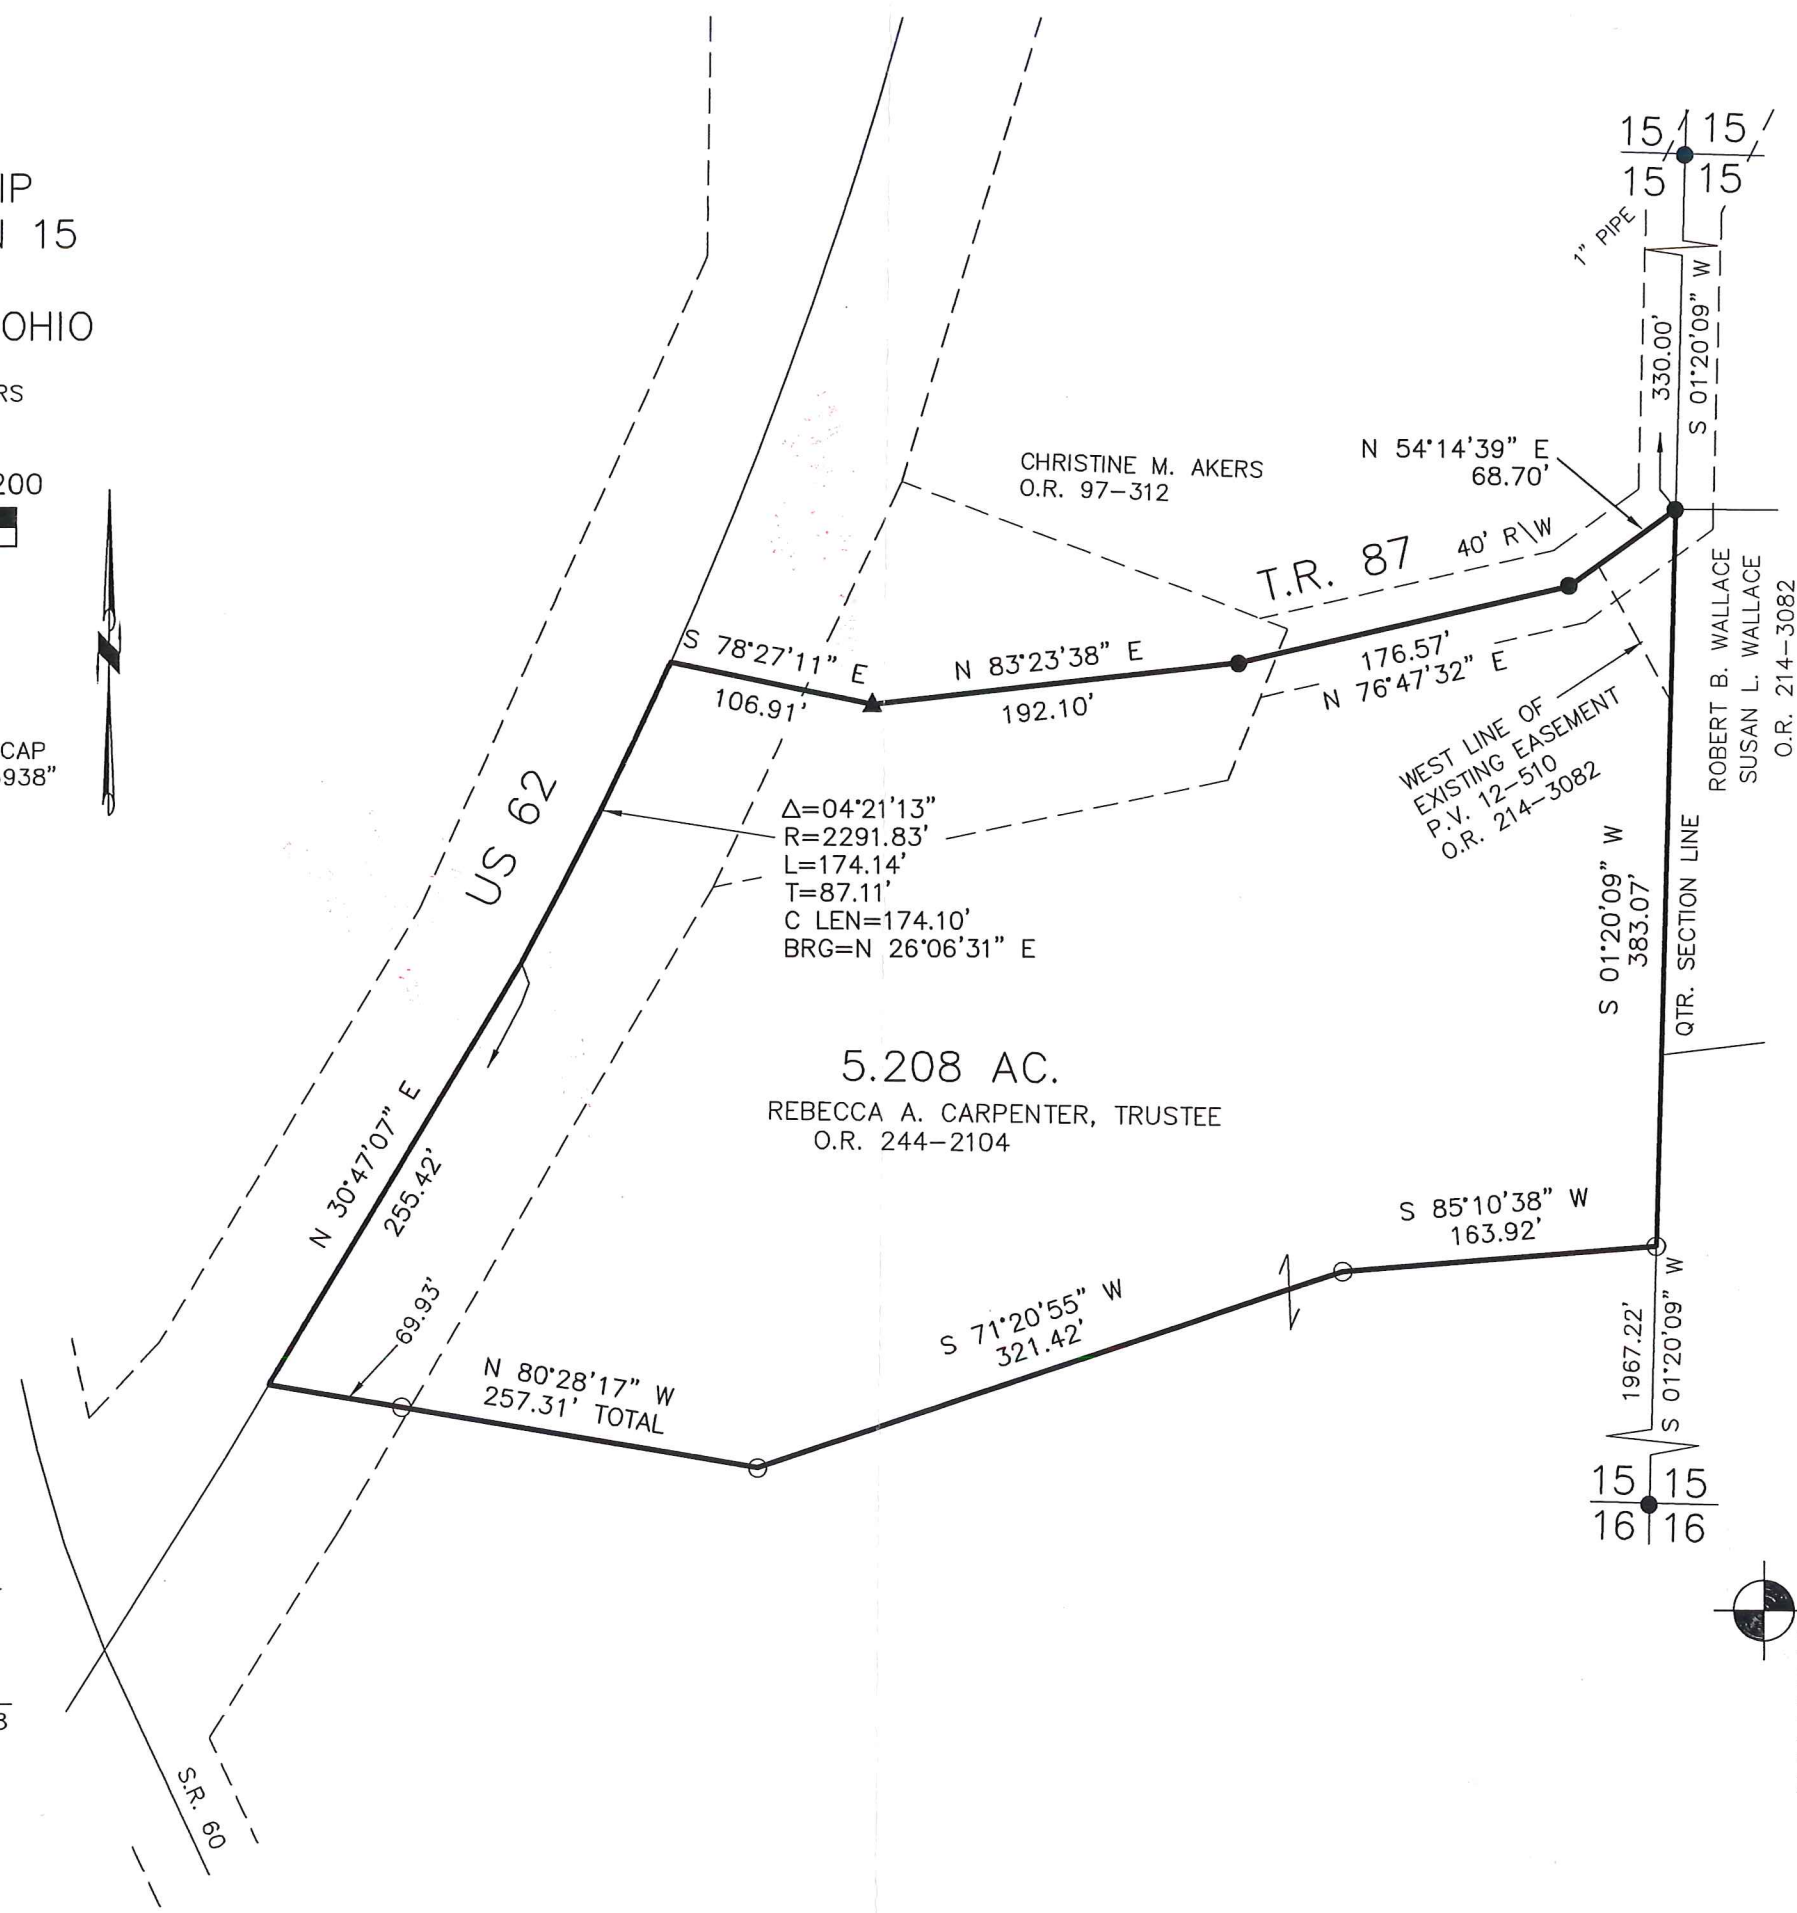 IP
N 15
OHIO
RS
200
CAP
6938"
15 15
15 15
1" PIPE
330.00'
S 01°20'09" W
CHRISTINE M. AKERS
O.R. 97-312
N 54°14'39" E
68.70'
T.R. 87
40' R\W
S 78°27'11" E
106.91'
N 83°23'38" E
192.10'
176.57'
N 76°47'32" E
WEST LINE OF
EXISTING EASEMENT
P.V. 12-510
O.R. 214-3082
ROBERT B. WALLACE
SUSAN L. WALLACE
O.R. 214-3082
US 62
Δ=04°21'13"
R=2291.83'
L=174.14'
T=87.11'
C LEN=174.10'
BRG=N 26°06'31" E
S 01°20'09" W
383.07'
QTR. SECTION LINE
5.208 AC.
REBECCA A. CARPENTER, TRUSTEE
O.R. 244-2104
N 30°47'07" E
255.42'
69.93'
N 80°28'17" W
257.31' TOTAL
S 71°20'55" W
321.42'
S 85°10'38" W
163.92'
1967.22'
S 01°20'09" W
15 15
16 16
S.R. 60